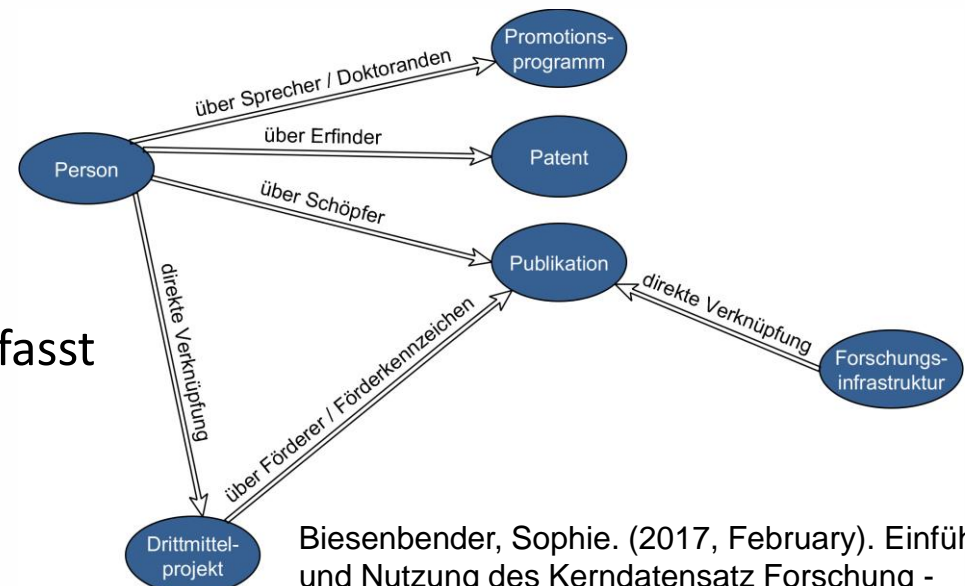 Promotions-
programm
über Sprecher / Doktoranden
über Erfinder
Person
Patent
über Schöpfer
Publikation
direkte Verknüpfung
direkte Verknüpfung
fasst
Forschungs-
infrastruktur
über Förderer / Förderkennzeichen
Drittmittel-
projekt
Biesenbender, Sophie. (2017, February). Einfüh
und Nutzung des Kerndatensatz Forschung -